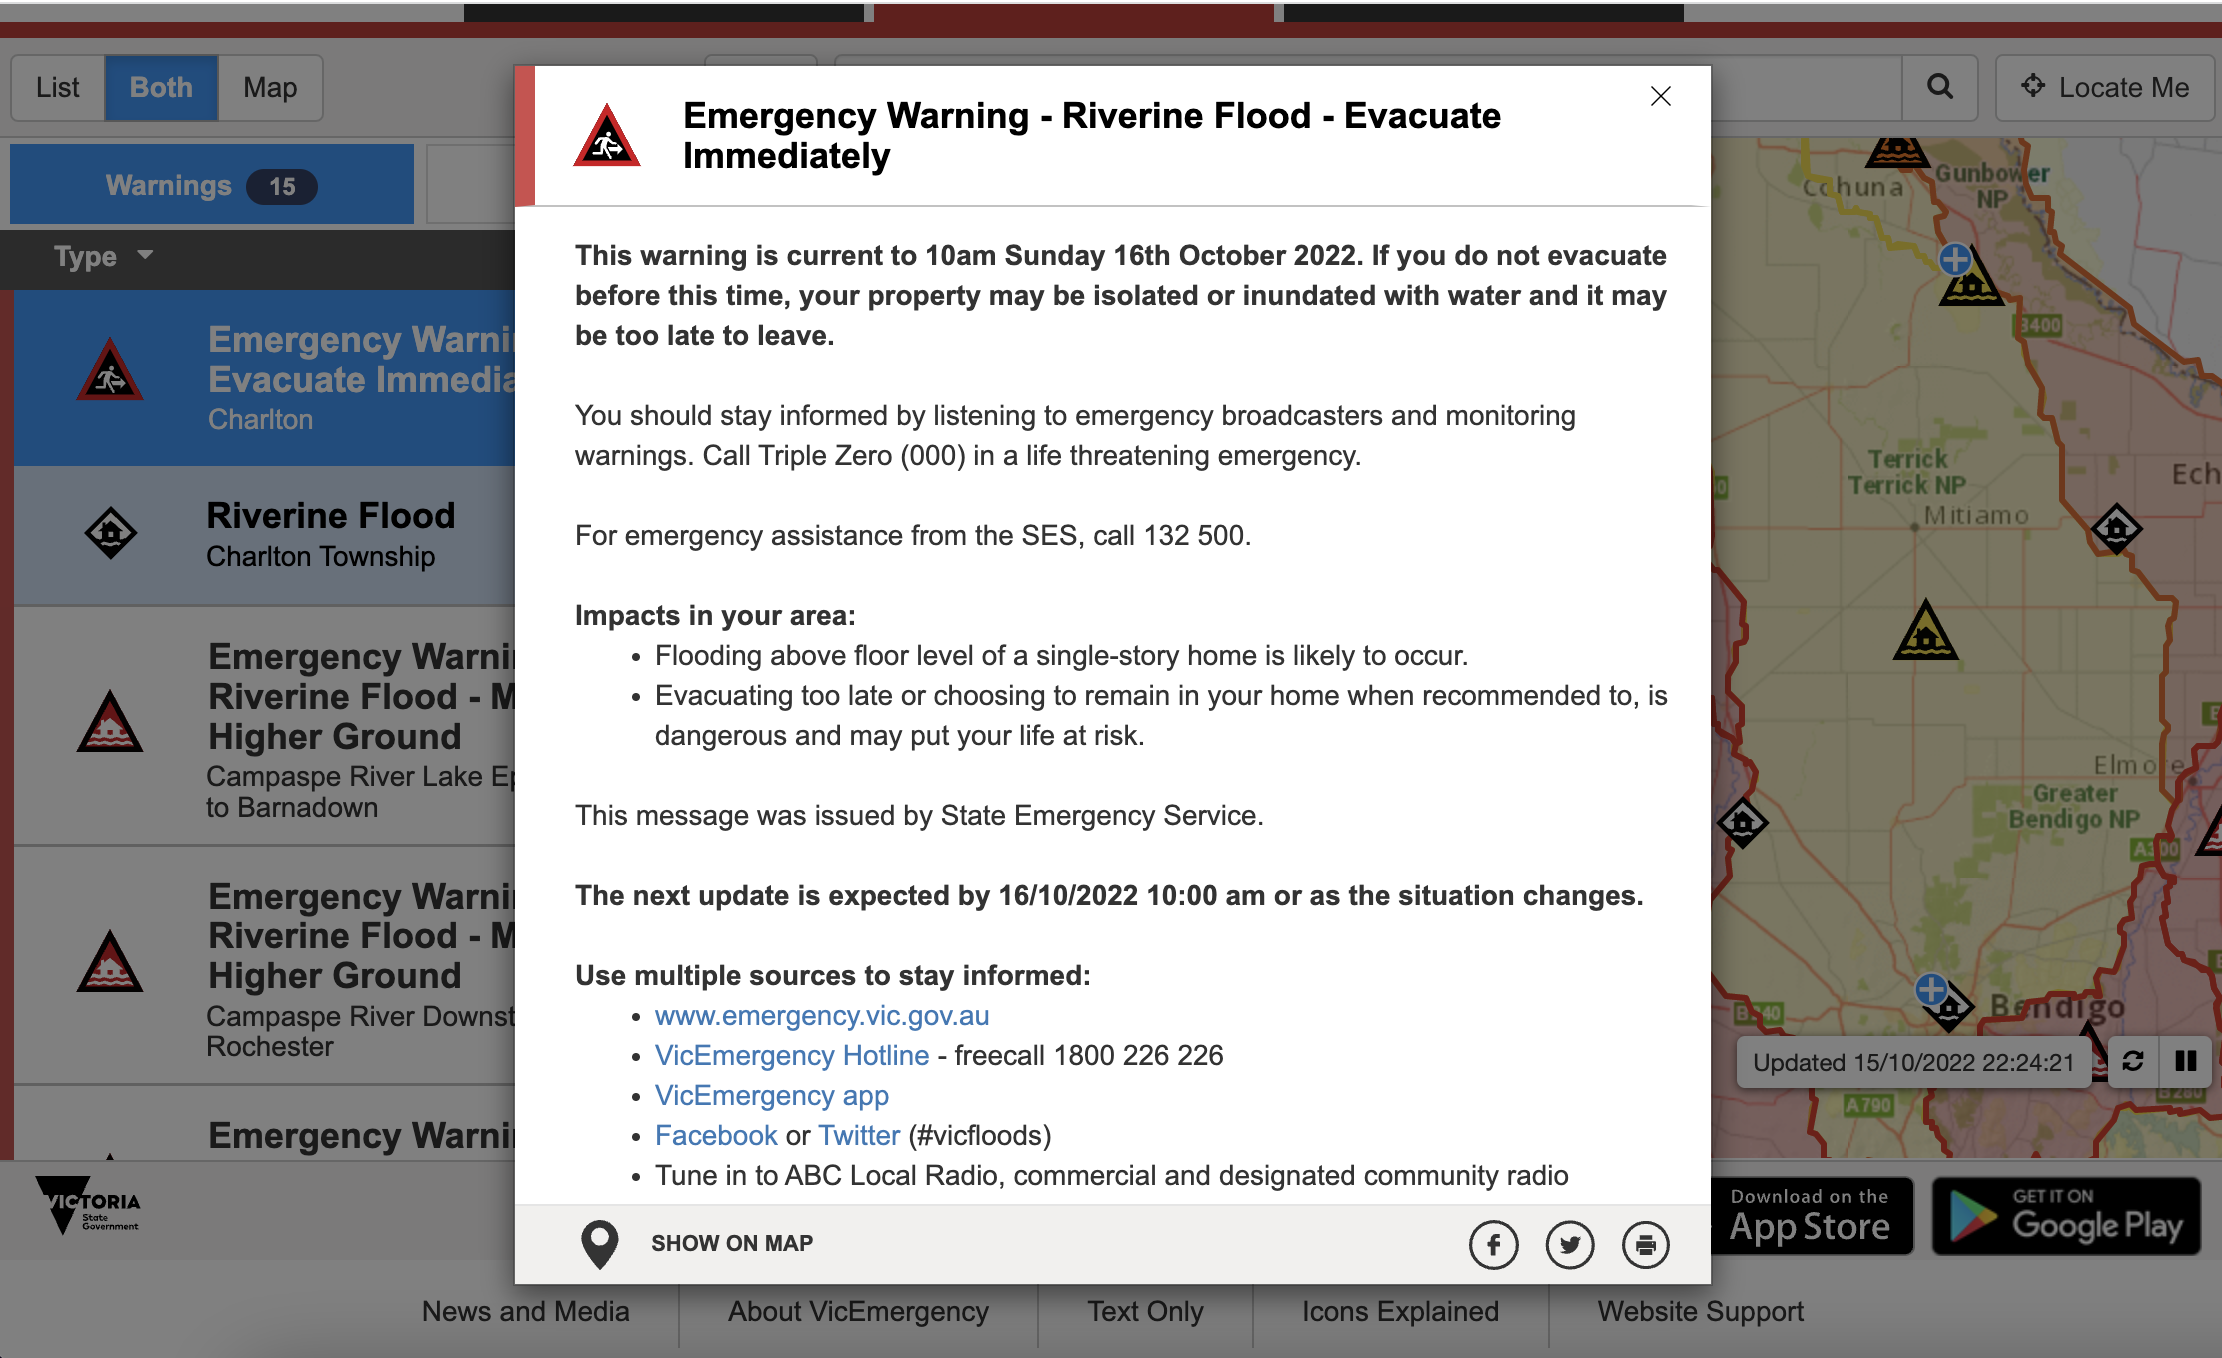 List
Both
Map
Locate Me
Warnings 15
Type
Emergency Warni
Evacuate Immedia
Charlton
Riverine Flood
Charlton Township
Emergency Warni
Riverine Flood - M
Higher Ground
Campaspe River Lake Ep
to Barnadown
Emergency Warni
Riverine Flood - M
Higher Ground
Campaspe River Downst
Rochester
Emergency Warni
Emergency Warning - Riverine Flood - Evacuate
Immediately
This warning is current to 10am Sunday 16th October 2022. If you do not evacuate
before this time, your property may be isolated or inundated with water and it may
be too late to leave.
You should stay informed by listening to emergency broadcasters and monitoring
warnings. Call Triple Zero (000) in a life threatening emergency.
For emergency assistance from the SES, call 132 500.
Impacts in your area:
• Flooding above floor level of a single-story home is likely to occur.
• Evacuating too late or choosing to remain in your home when recommended to, is
dangerous and may put your life at risk.
This message was issued by State Emergency Service.
The next update is expected by 16/10/2022 10:00 am or as the situation changes.
Use multiple sources to stay informed:
• www.emergency.vic.gov.au
• VicEmergency Hotline - freecall 1800 226 226
• VicEmergency app
• Facebook or Twitter (#vicfloods)
• Tune in to ABC Local Radio, commercial and designated community radio
SHOW ON MAP
Cohuna
Gunbower
NP
B400
Terrick
Terrick NP
Mitiamo
Ech
Elmore
Greater
Bendigo NP
A300
Bendigo
Updated 15/10/2022 22:24:21
A790
B280
VICTORIA
State
Government
Download on the
App Store
GET IT ON
Google Play
News and Media
About VicEmergency
Text Only
Icons Explained
Website Support